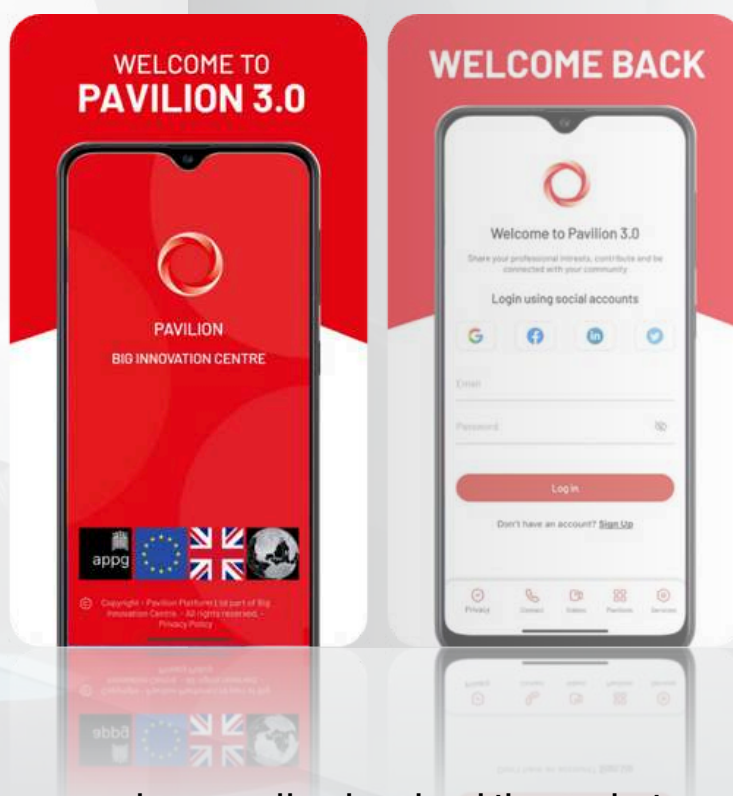 WELCOME TO
PAVILION 3.0
PAVILION
BIG INNOVATION CENTRE
appg
Copyright - Pavilion Platform Ltd part of Big
Innovation Centre. - All rights reserved. -
Privacy Policy
WELCOME BACK
Welcome to Pavilion 3.0
Share your professional intrests, contribute and be
connected with your community
Login using social accounts
Email
Password
Log in
Don't have an account? Sign Up
Privacy
Connect
Videos
Pavilions
Services